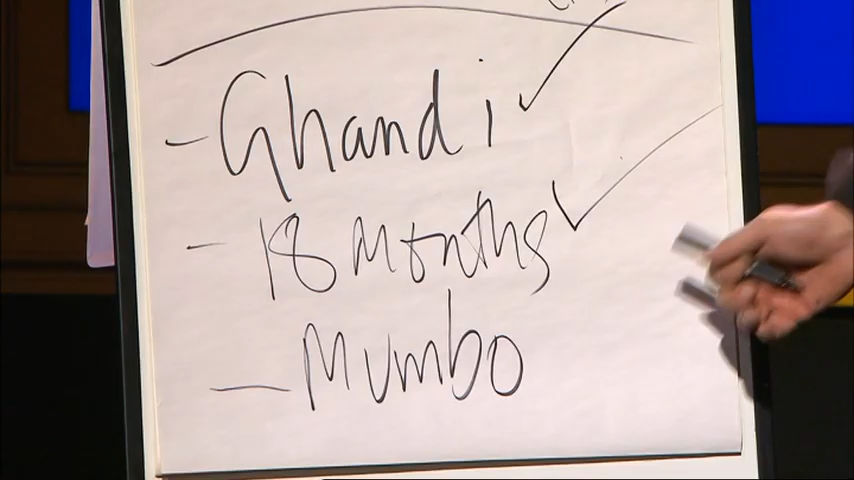 - Ghandi ✓
- 18 Months ✓
- Mumbo